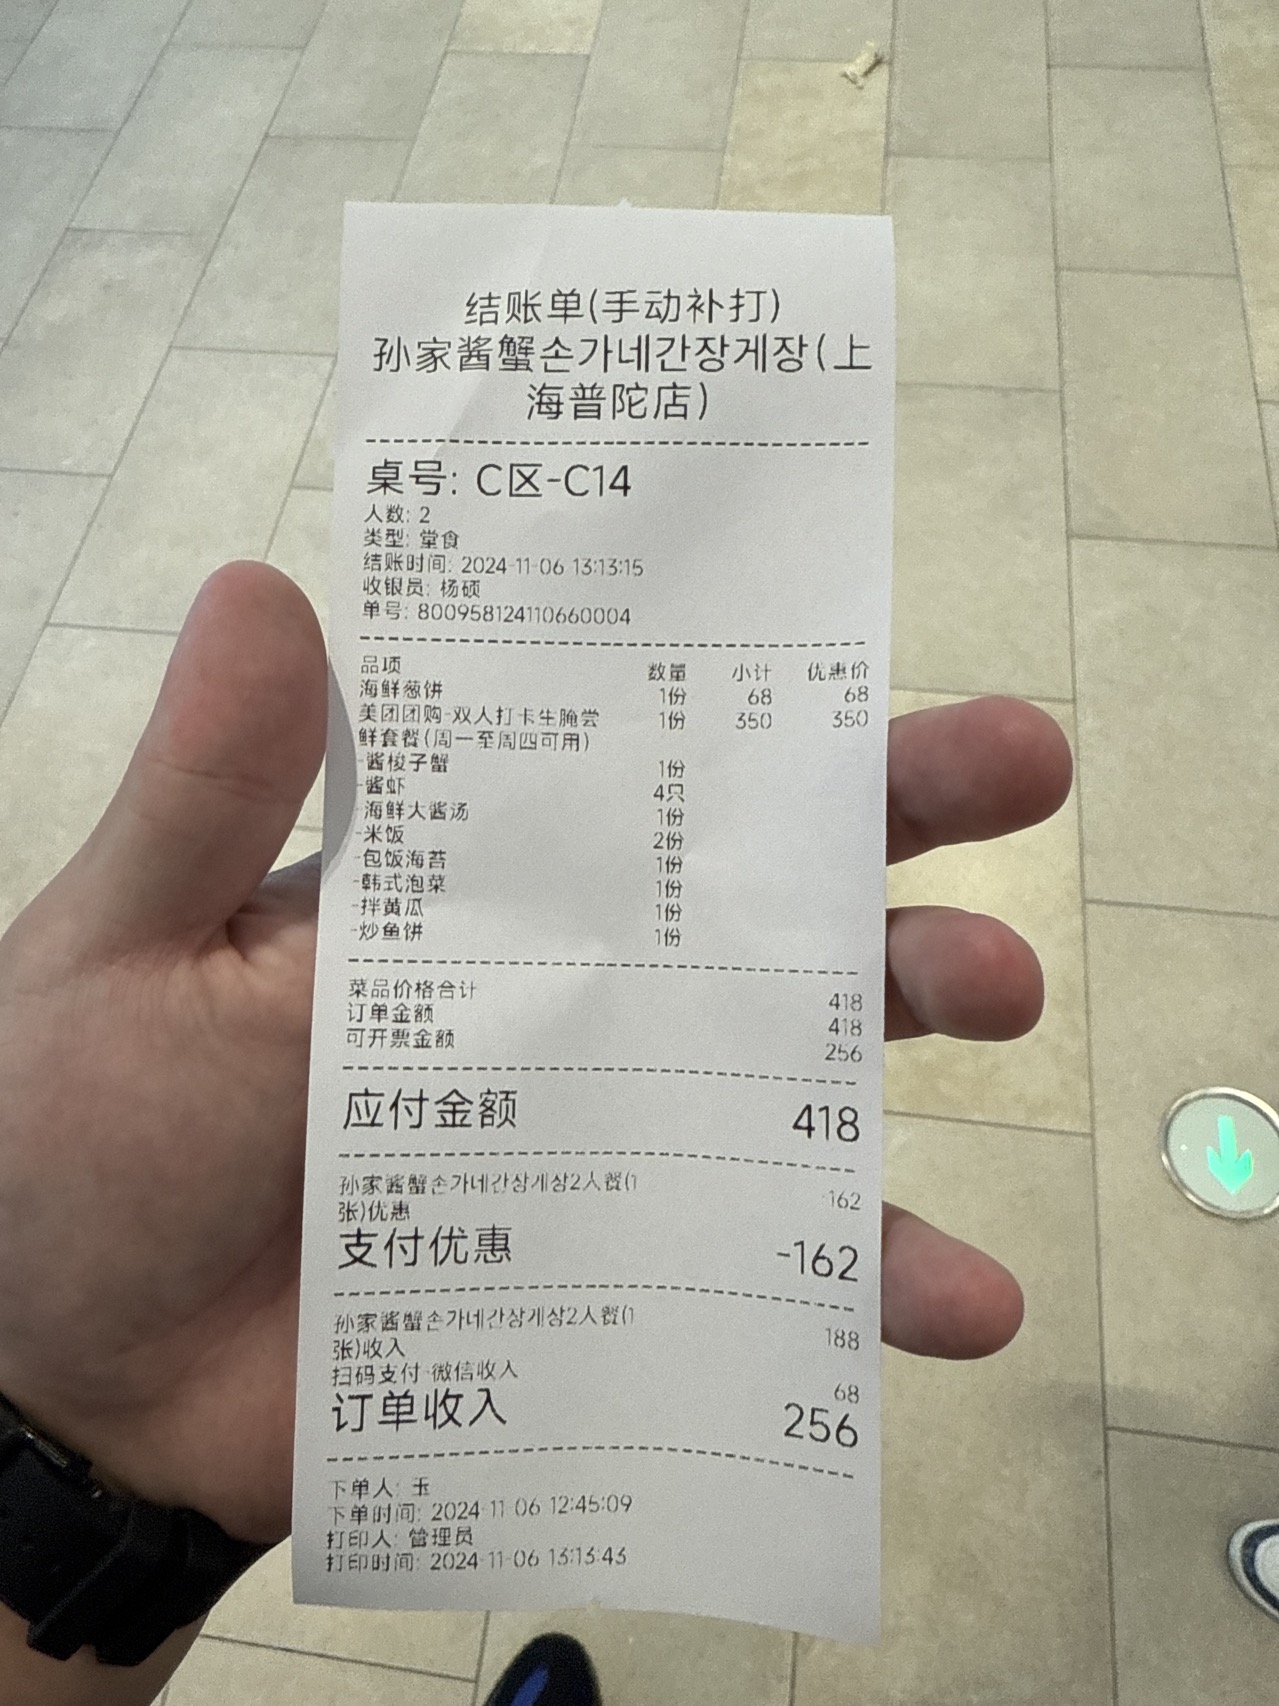 结账单(手动补打)
孙家酱蟹손가네간장게장(上
海普陀店)
桌号: C区-C14
人数: 2
类型: 堂食
结账时间: 2024-11-06 13:13:15
收银员: 杨硕
单号: 800958124110660004
品项 数量 小计 优惠价
海鲜葱饼 1份 68 68
美团团购-双人打卡生腌尝 1份 350 350
鲜套餐(周一至周四可用)
-酱梭子蟹 1份
-酱虾 4只
-海鲜大酱汤 1份
-米饭 2份
-包饭海苔 1份
-韩式泡菜 1份
-拌黄瓜 1份
-炒鱼饼 1份
菜品价格合计 418
订单金额 418
可开票金额 256
应付金额 418
孙家酱蟹손가네간장게장2人餐(1 -162
张)优惠
支付优惠 -162
孙家酱蟹손가네간장게장2人餐(1 188
张)收入
扫码支付-微信收入 68
订单收入 256
下单人: 玉
下单时间: 2024-11-06 12:45:09
打印人: 管理员
打印时间: 2024-11-06 13:13:43